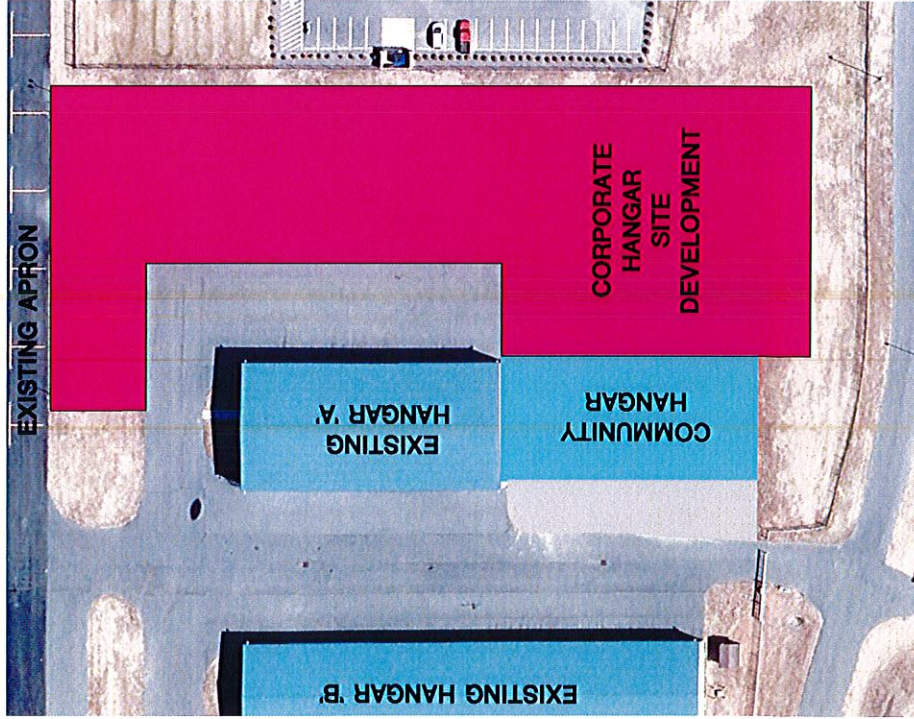 EXISTING APRON
CORPORATE
HANGAR
SITE
DEVELOPMENT
EXISTING
HANGAR 'A'
COMMUNITY
HANGAR
EXISTING HANGAR 'B'